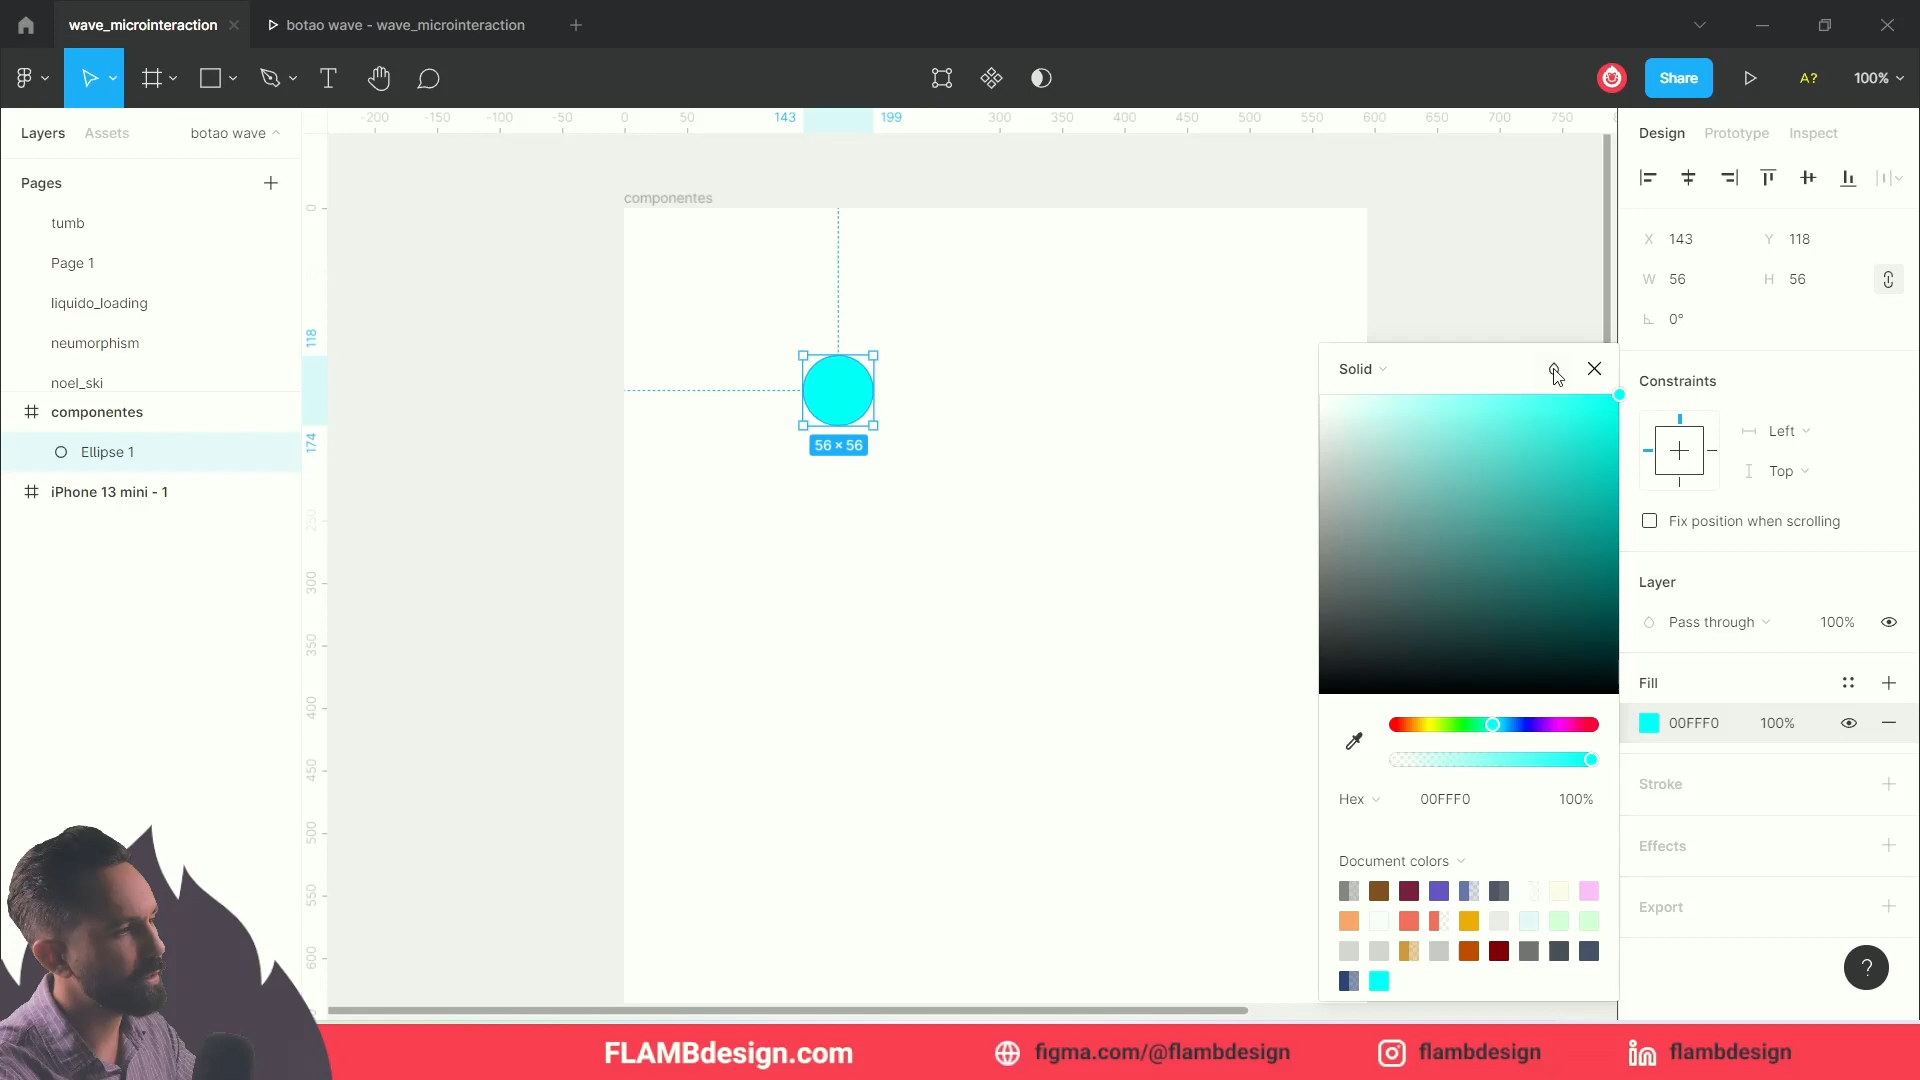 wave_microinteraction
botao wave - wave_microinteraction
Share
A?
100%
Layers
Assets
botao wave
Pages
tumb
Page 1
liquido_loading
neumorphism
noel_ski
componentes
Ellipse 1
iPhone 13 mini - 1
-200
-150
-100
-50
0
50
143
199
300
350
400
450
500
550
600
650
700
750
0
118
174
250
300
350
400
450
500
550
600
componentes
56 × 56
Solid
Hex
00FFF0
100%
Document colors
Design
Prototype
Inspect
X 143
Y 118
W 56
H 56
0°
Constraints
Left
Top
Fix position when scrolling
Layer
Pass through
100%
Fill
00FFF0
100%
Stroke
Effects
Export
?
FLAMBdesign.com
figma.com/@flambdesign
flambdesign
flambdesign